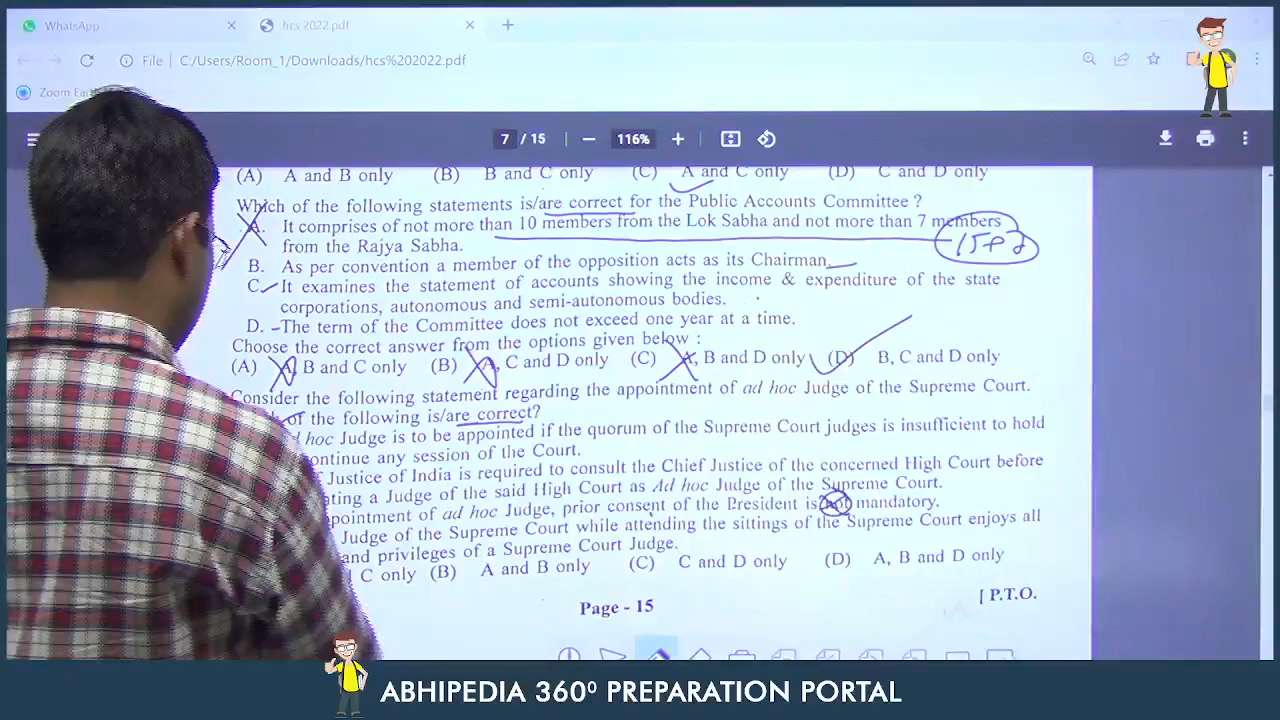 WhatsApp
hcs 2022.pdf
File | C:/Users/Room_1/Downloads/hcs%202022.pdf
Zoom Ear
7 / 15 116%
(A) A and B only (B) B and C only (C) A and C only (D) C and D only
Which of the following statements is/are correct for the Public Accounts Committee ?
A. It comprises of not more than 10 members from the Lok Sabha and not more than 7 members
from the Rajya Sabha.
B. As per convention a member of the opposition acts as its Chairman.
C. It examines the statement of accounts showing the income & expenditure of the state
corporations, autonomous and semi-autonomous bodies.
D. The term of the Committee does not exceed one year at a time.
Choose the correct answer from the options given below :
(A) A, B and C only (B) A, C and D only (C) A, B and D only (D) B, C and D only
Consider the following statement regarding the appointment of ad hoc Judge of the Supreme Court.
of the following is/are correct?
hoc Judge is to be appointed if the quorum of the Supreme Court judges is insufficient to hold
continue any session of the Court.
Justice of India is required to consult the Chief Justice of the concerned High Court before
ting a Judge of the said High Court as Ad hoc Judge of the Supreme Court.
pointment of ad hoc Judge, prior consent of the President is not mandatory.
Judge of the Supreme Court while attending the sittings of the Supreme Court enjoys all
and privileges of a Supreme Court Judge.
C only (B) A and B only (C) C and D only (D) A, B and D only
Page - 15
[ P.T.O.
ABHIPEDIA 360⁰ PREPARATION PORTAL